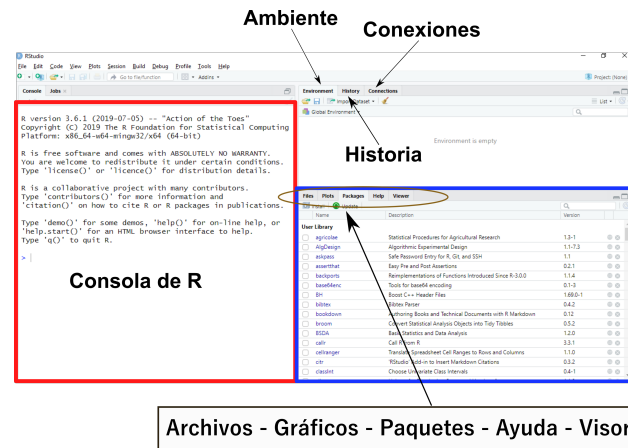 Ambiente
Conexiones
RStudio
File Edit Code View Plots Session Build Debug Profile Tools Help
Go to file/function Addins
Project: (None)
Console Jobs
Environment History Connections
Import Dataset
List
Global Environment
Environment is empty
Historia
R version 3.6.1 (2019-07-05) -- "Action of the Toes"
Copyright (C) 2019 The R Foundation for Statistical Computing
Platform: x86_64-w64-mingw32/x64 (64-bit)
R is free software and comes with ABSOLUTELY NO WARRANTY.
You are welcome to redistribute it under certain conditions.
Type 'license()' or 'licence()' for distribution details.
R is a collaborative project with many contributors.
Type 'contributors()' for more information and
'citation()' on how to cite R or R packages in publications
Type 'demo()' for some demos, 'help()' for on-line help, or
'help.start()' for an HTML browser interface to help.
Type 'q()' to quit R.
>
Consola de R
Files Plots Packages Help Viewer
Install Update
Name Description Version
User Library
agricolae Statistical Procedures for Agricultural Research 1.3-1
AlgDesign Algorithmic Experimental Design 1.1-7.3
askpass Safe Password Entry for R, Git, and SSH 1.1
assertthat Easy Pre and Post Assertions 0.2.1
backports Reimplementations of Functions Introduced Since R-3.0.0 1.1.4
base64enc Tools for base64 encoding 0.1-3
BH Boost C++ Header Files 1.69.0-1
bibtex Bibtex Parser 0.4.2
bookdown Authoring Books and Technical Documents with R Markdown 0.12
broom Convert Statistical Analysis Objects into Tidy Tibbles 0.5.2
BSDA Basic Statistics and Data Analysis 1.2.0
callr Call R from R 3.3.1
cellranger Translate Spreadsheet Cell Ranges to Rows and Columns 1.1.0
citr 'RStudio' Add-in to Insert Markdown Citations 0.3.2
classInt Choose Univariate Class Intervals 0.4-1
Archivos - Gráficos - Paquetes - Ayuda - Visor